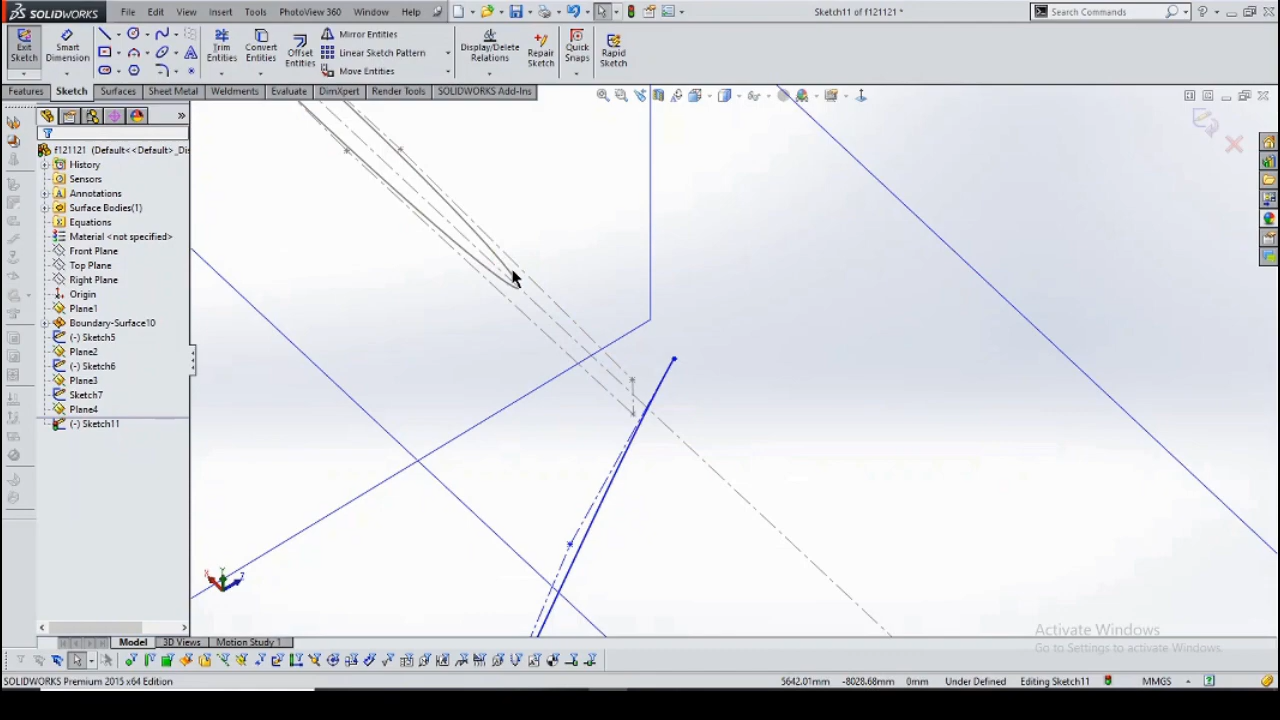 SOLIDWORKS File Edit View Insert Tools PhotoView 360 Window Help Sketch11 of f121121 * Search Commands
Exit Sketch
Smart Dimension
Trim Entities
Convert Entities
Offset Entities
Mirror Entities
Linear Sketch Pattern
Move Entities
Display/Delete Relations
Repair Sketch
Quick Snaps
Rapid Sketch
Features Sketch Surfaces Sheet Metal Weldments Evaluate DimXpert Render Tools SOLIDWORKS Add-Ins
f121121 (Default<<Default>_Dis
History
Sensors
Annotations
Surface Bodies(1)
Equations
Material <not specified>
Front Plane
Top Plane
Right Plane
Origin
Plane1
Boundary-Surface10
(-) Sketch5
Plane2
(-) Sketch6
Plane3
Sketch7
Plane4
(-) Sketch11
X Y Z
Activate Windows
Go to Settings to activate Windows.
Model 3D Views Motion Study 1
SOLIDWORKS Premium 2015 x64 Edition 5642.01mm -8028.68mm 0mm Under Defined Editing Sketch11 MMGS